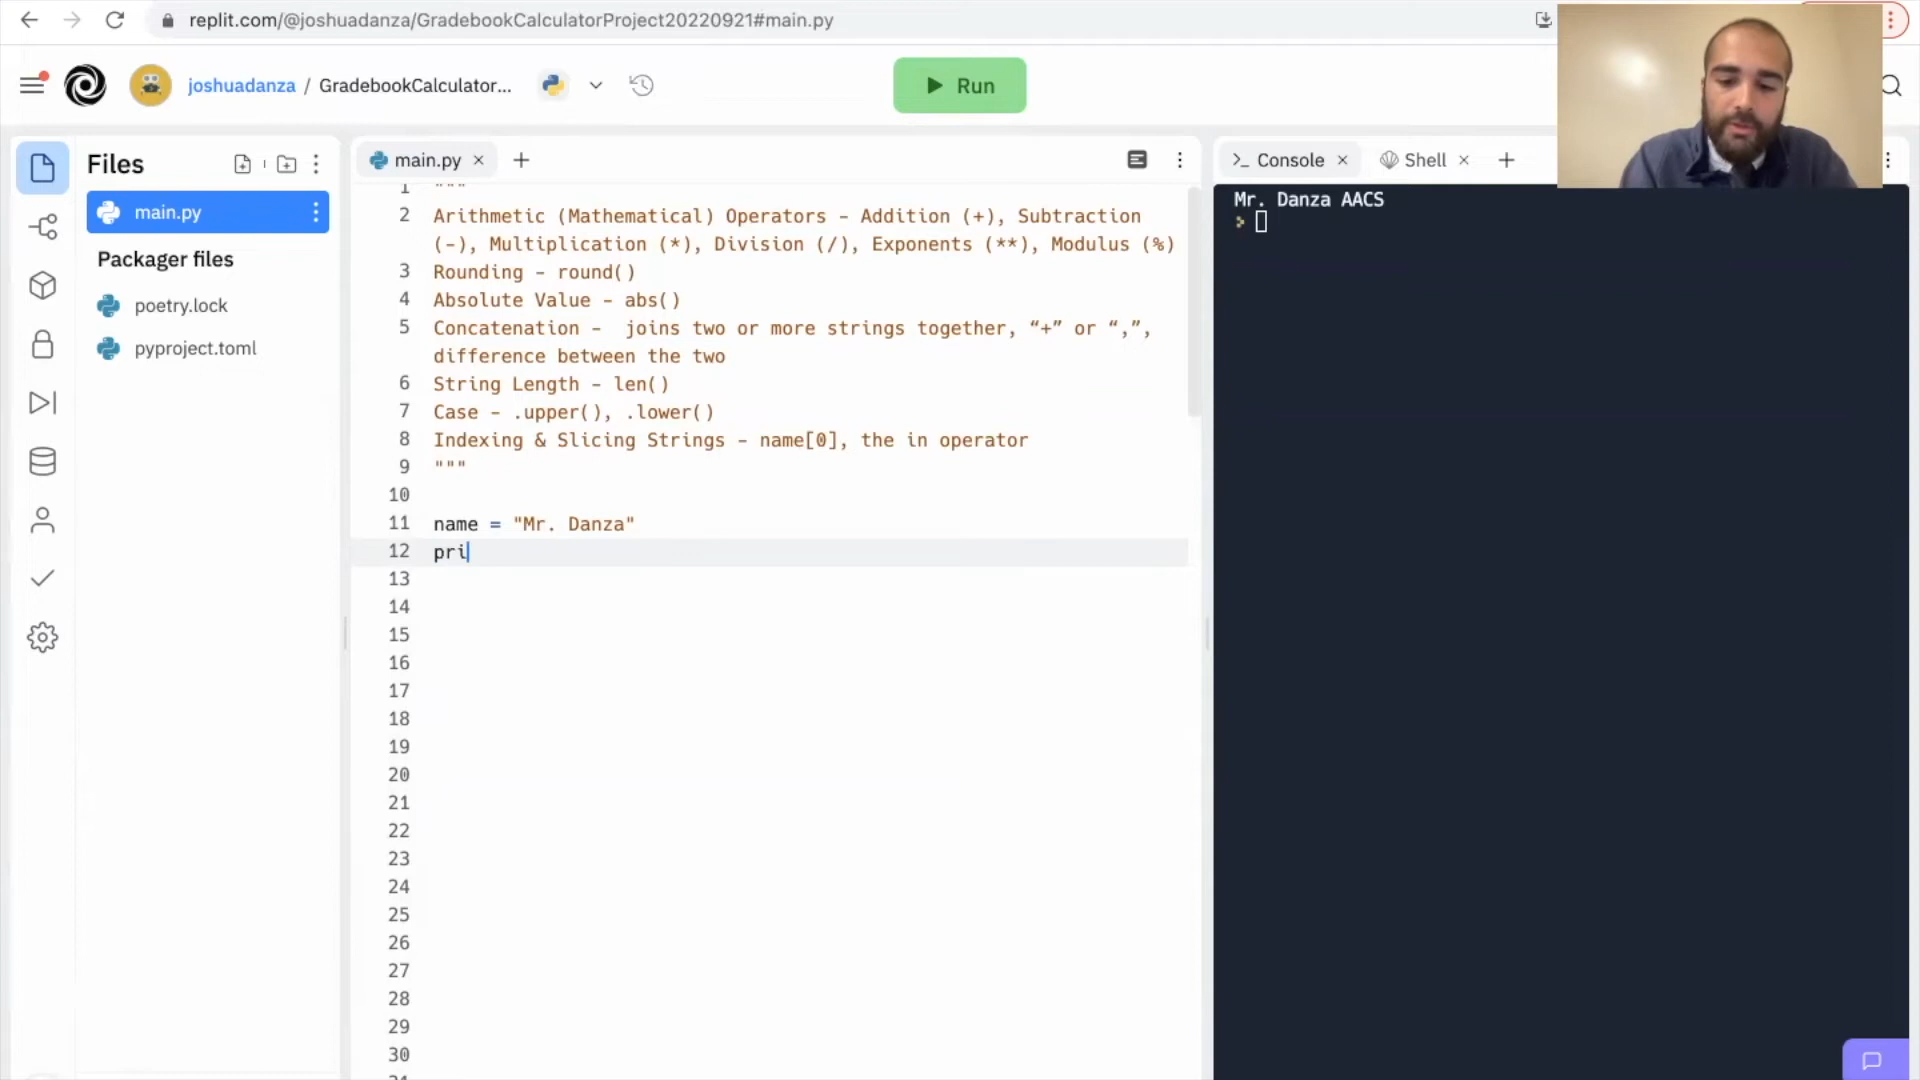 replit.com/@joshuadanza/GradebookCalculatorProject20220921#main.py
joshuadanza / GradebookCalculator...
Run
Files
main.py
Packager files
poetry.lock
pyproject.toml
main.py
1 """
2 Arithmetic (Mathematical) Operators - Addition (+), Subtraction
(-), Multiplication (*), Division (/), Exponents (**), Modulus (%)
3 Rounding - round()
4 Absolute Value - abs()
5 Concatenation -  joins two or more strings together, “+” or “,”,
difference between the two
6 String Length - len()
7 Case - .upper(), .lower()
8 Indexing & Slicing Strings - name[0], the in operator
9 """
10
11 name = "Mr. Danza"
12 pri
13
14
15
16
17
18
19
20
21
22
23
24
25
26
27
28
29
30
Console
Shell
Mr. Danza AACS